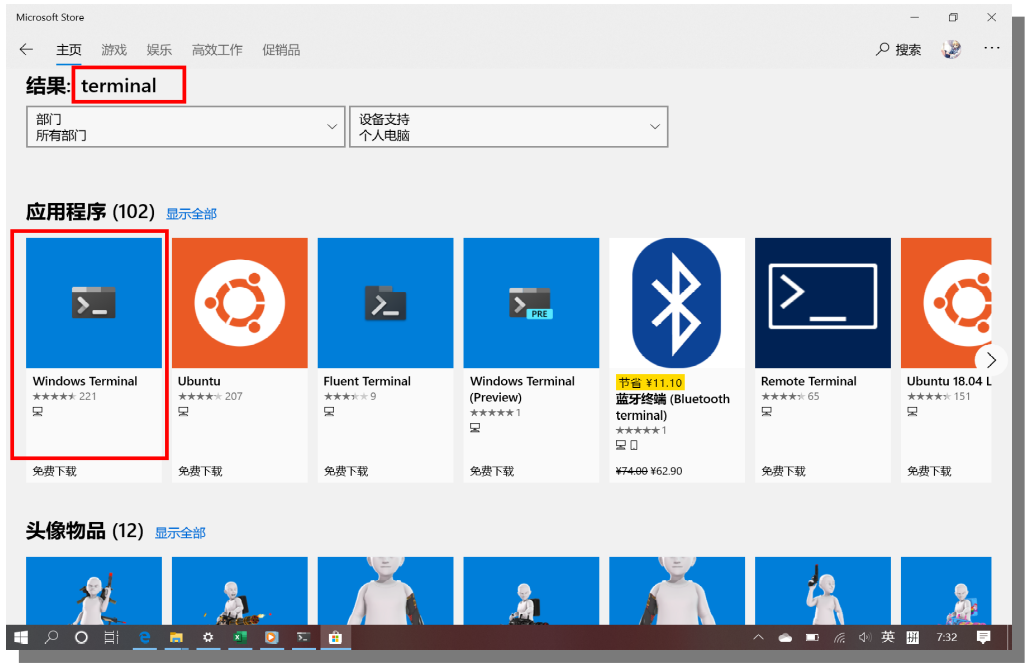 Microsoft Store
主页 游戏 娱乐 高效工作 促销品 搜索
结果: terminal
部门
所有部门
设备支持
个人电脑
应用程序 (102) 显示全部
PRE
Windows Terminal
221
免费下载
Ubuntu
207
免费下载
Fluent Terminal
9
免费下载
Windows Terminal
(Preview)
1
免费下载
节省 ¥11.10
蓝牙终端 (Bluetooth
terminal)
1
¥74.00 ¥62.90
Remote Terminal
65
免费下载
Ubuntu 18.04 L
151
免费下载
头像物品 (12) 显示全部
英 拼 7:32